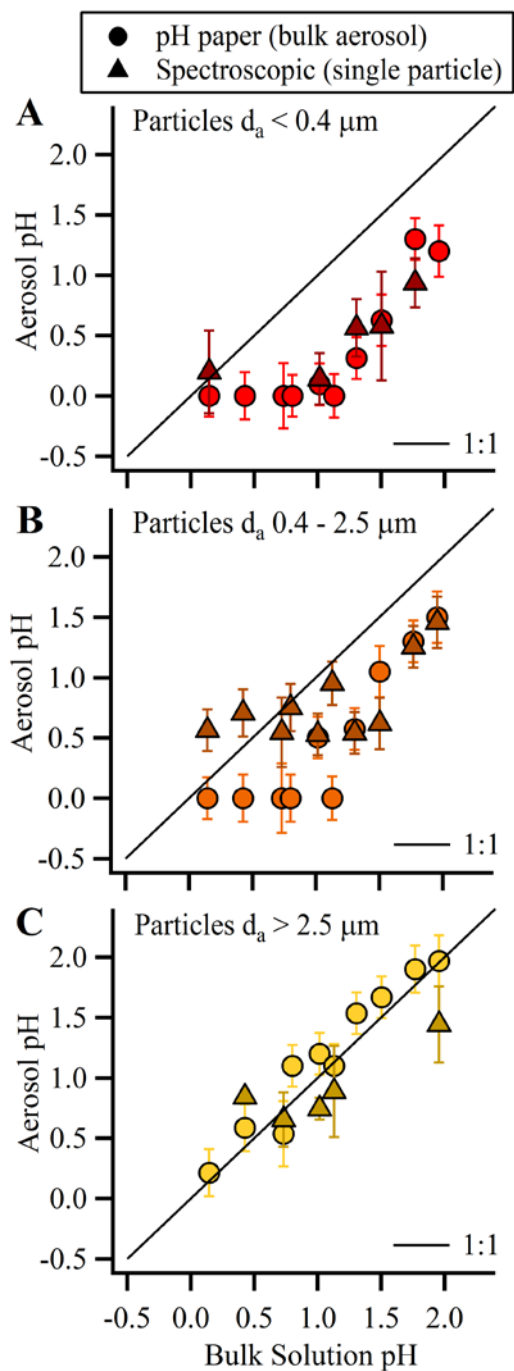 pH paper (bulk aerosol)
Spectroscopic (single particle)
A
Particles dₐ < 0.4 μm
2.0
1.5
1.0
0.5
0.0
-0.5
Aerosol pH
1:1
B
Particles dₐ 0.4 - 2.5 μm
2.0
1.5
1.0
0.5
0.0
-0.5
Aerosol pH
1:1
C
Particles dₐ > 2.5 μm
2.0
1.5
1.0
0.5
0.0
-0.5
Aerosol pH
1:1
-0.5 0.0 0.5 1.0 1.5 2.0
Bulk Solution pH